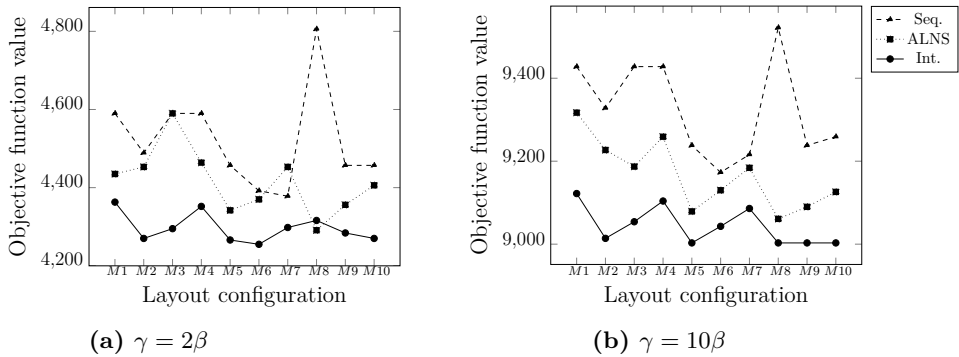 4,800
4,600
4,400
4,200
Objective function value
M1 M2 M3 M4 M5 M6 M7 M8 M9 M10
Layout configuration
(a) γ = 2β
9,400
9,200
9,000
Objective function value
M1 M2 M3 M4 M5 M6 M7 M8 M9 M10
Layout configuration
(b) γ = 10β
Seq.
ALNS
Int.